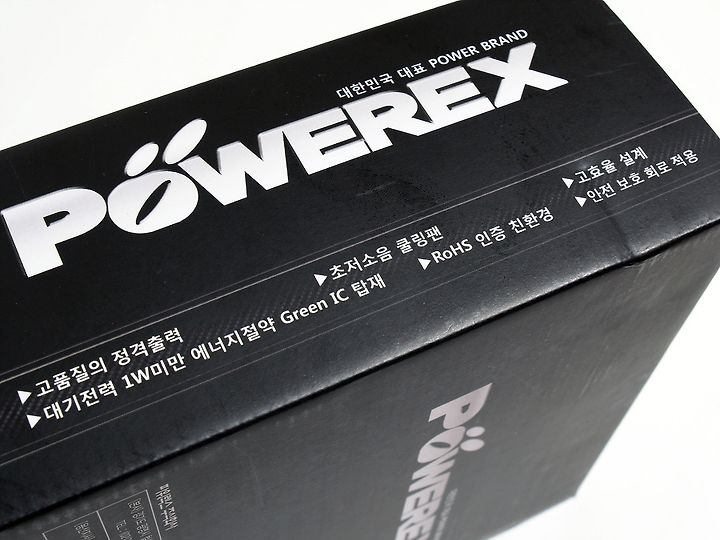 대한민국 대표 POWER BRAND
POWEREX
▶고품질의 정격출력
▶초저소음 쿨링팬
▶고효율 설계
▶대기전력 1W미만 에너지절약 Green IC 탑재
▶RoHS 인증 친환경
▶안전 보호 회로 적용
POWEREX